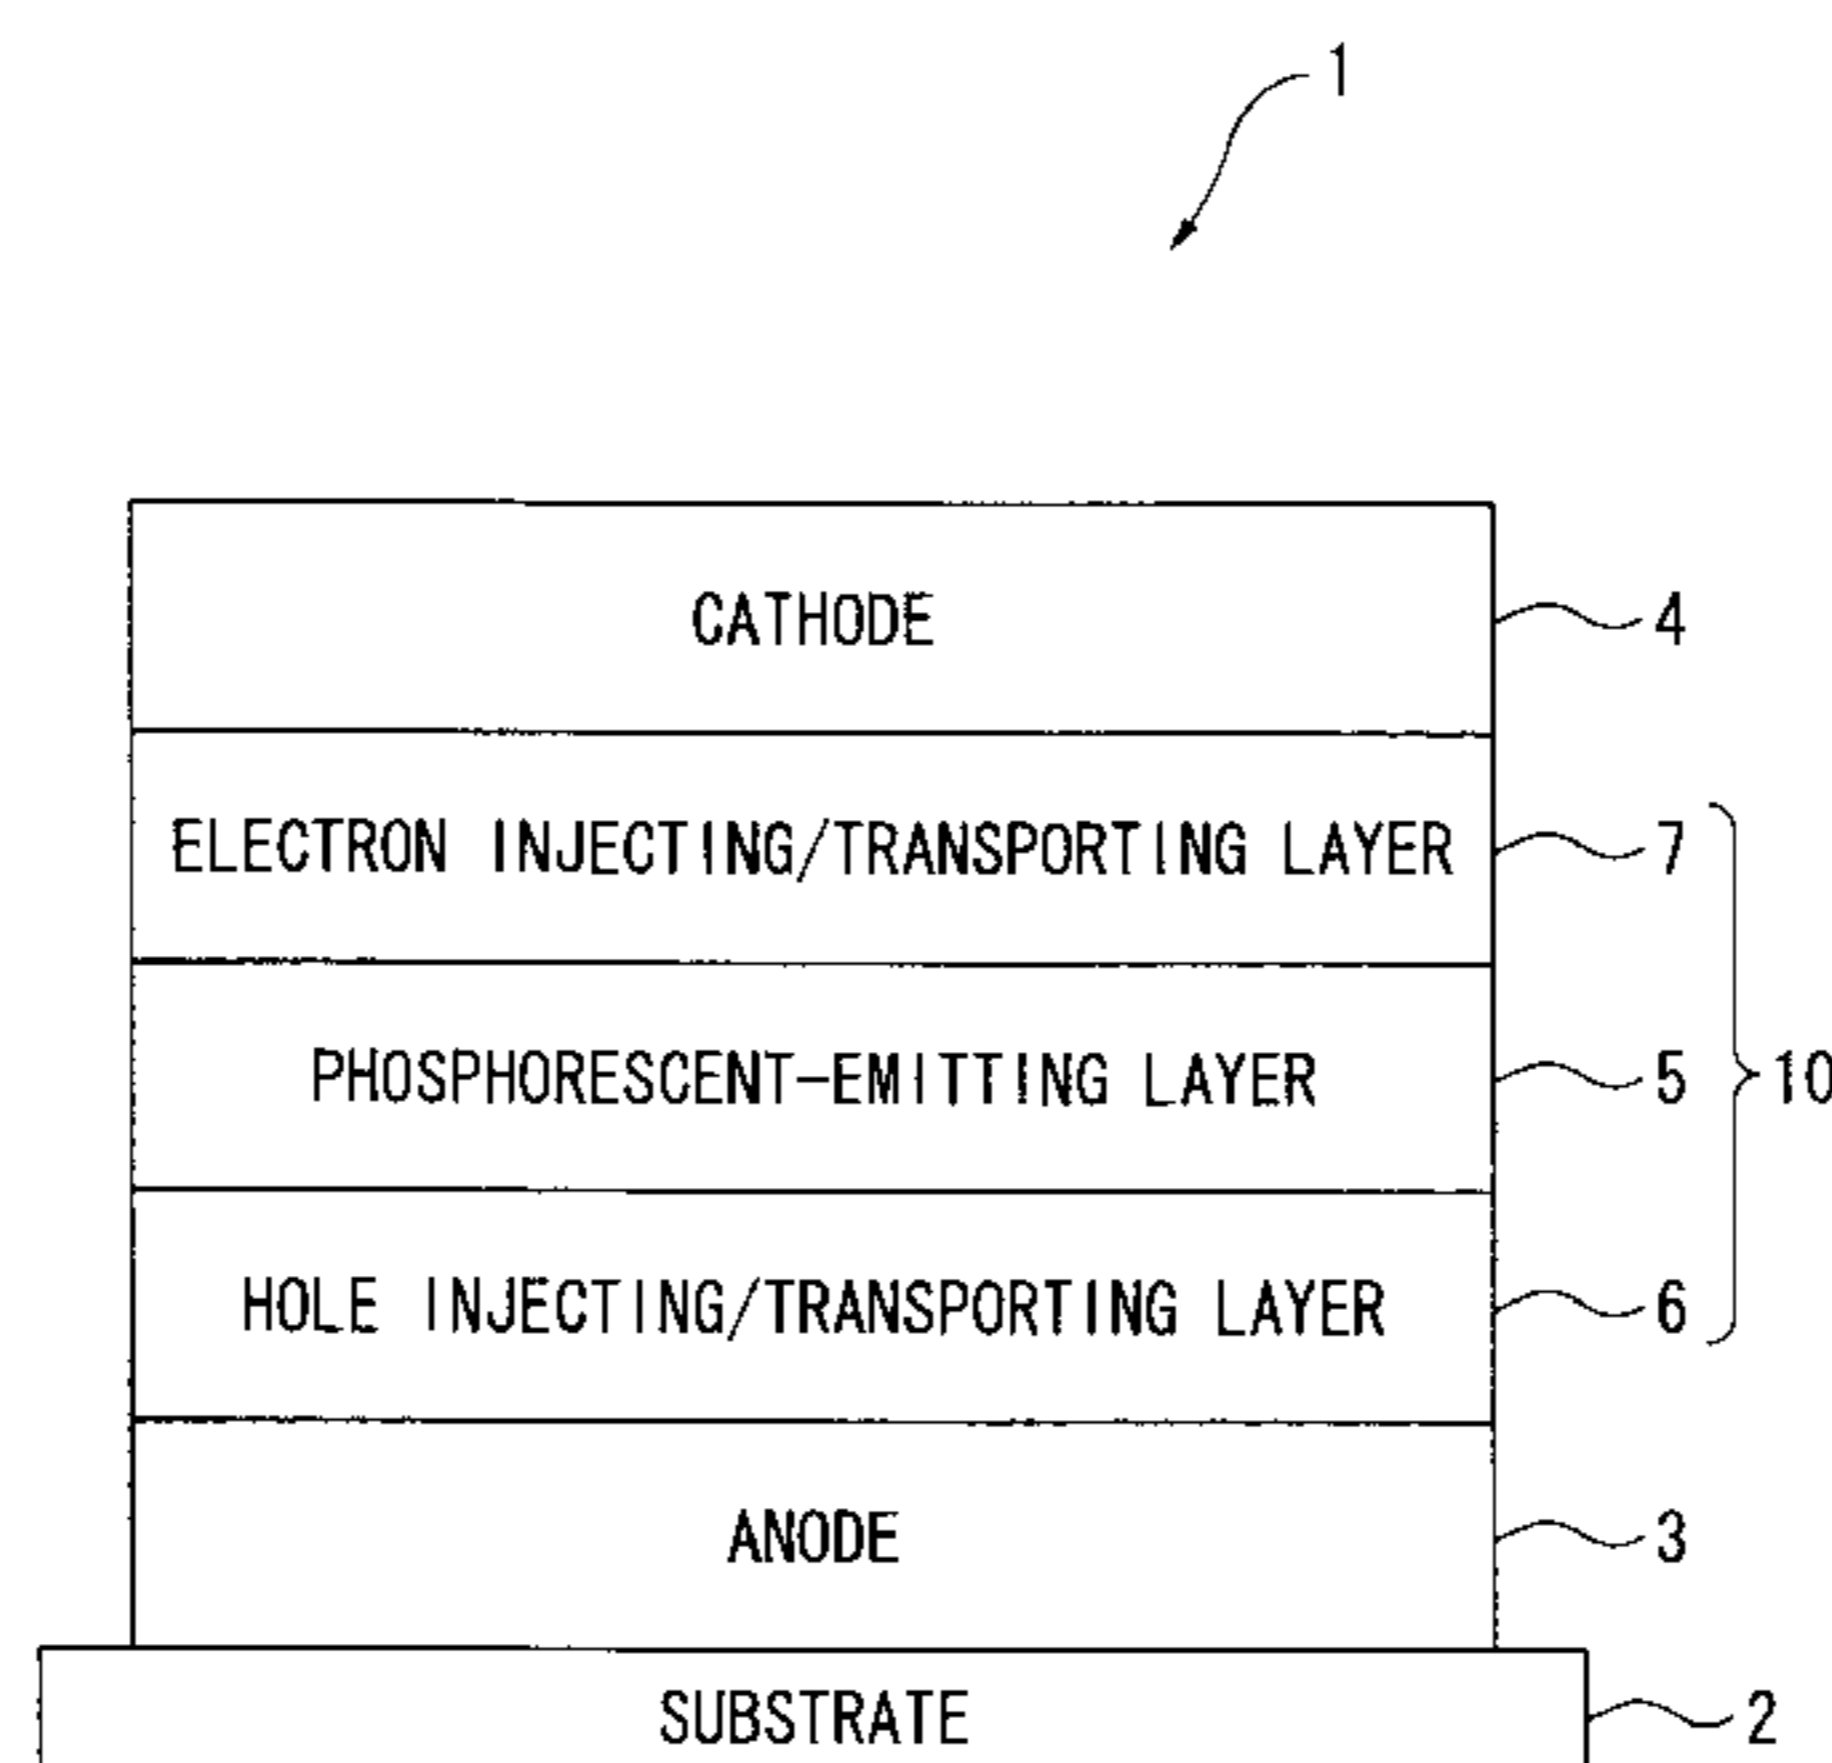 1
CATHODE 4
ELECTRON INJECTING/TRANSPORTING LAYER 7
PHOSPHORESCENT-EMITTING LAYER 5 10
HOLE INJECTING/TRANSPORTING LAYER 6
ANODE 3
SUBSTRATE 2